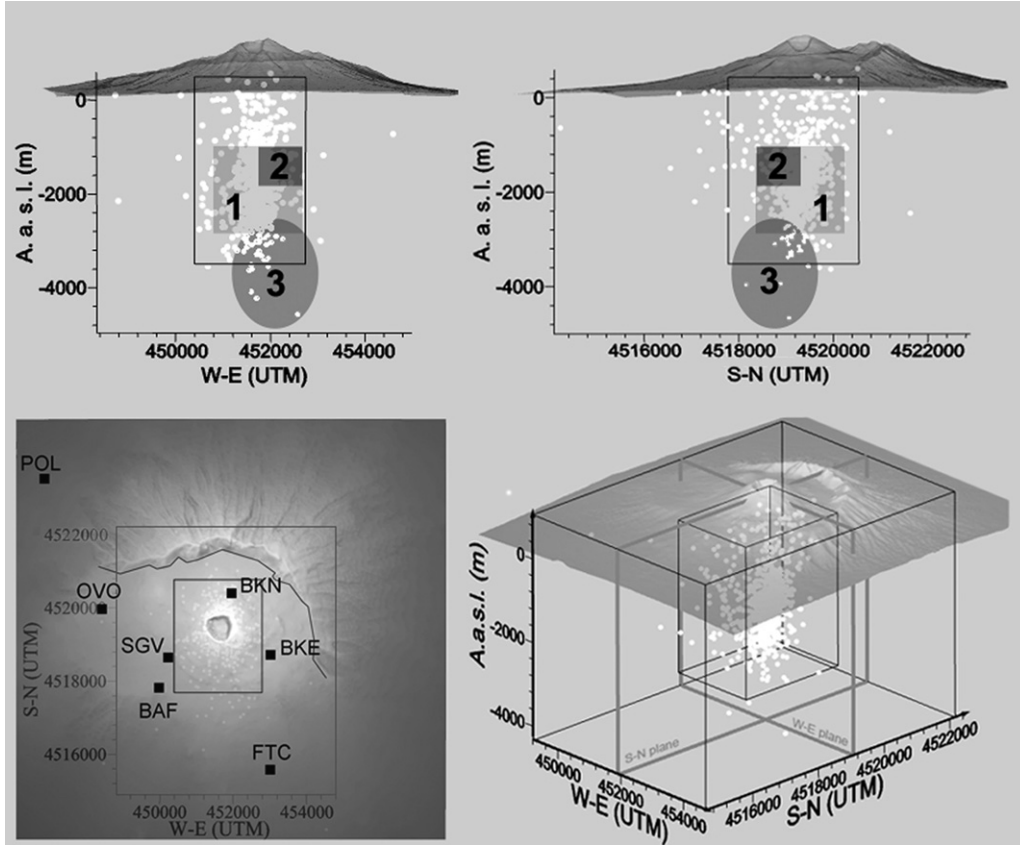 0
-2000
-4000
A. a. s. l. (m)
1
2
3
450000 452000 454000
W-E (UTM)
0
-2000
-4000
A. a. s. l. (m)
2
1
3
4516000 4518000 4520000 4522000
S-N (UTM)
POL
4522000
OVO
BKN
4520000
SGV
BKE
4518000
BAF
4516000
FTC
S-N (UTM)
450000 452000 454000
W-E (UTM)
0
-2000
-4000
A.a.s.l. (m)
S-N plane
W-E plane
450000
452000
454000
W-E (UTM)
4516000
4518000
4520000
4522000
S-N (UTM)